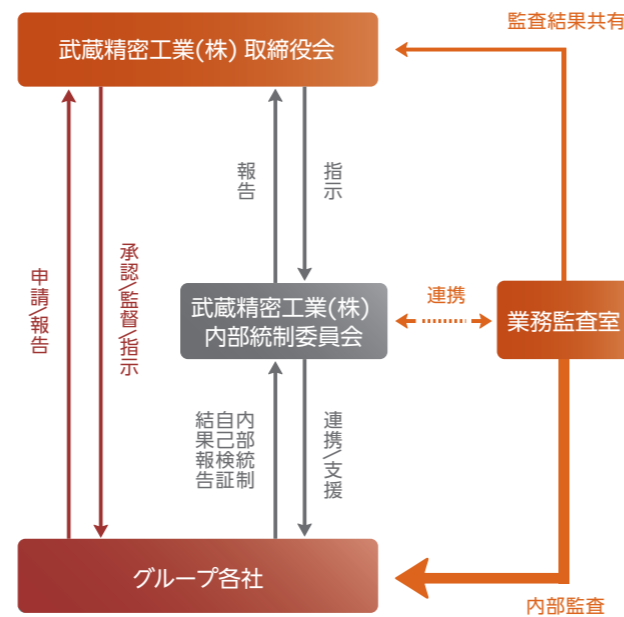 監査結果共有
武蔵精密工業(株) 取締役会
報告
指示
申請/報告
承認/監督/指示
武蔵精密工業(株)
内部統制委員会
連携
業務監査室
内部統制
自己検証
結果報告
連携/支援
グループ各社
内部監査